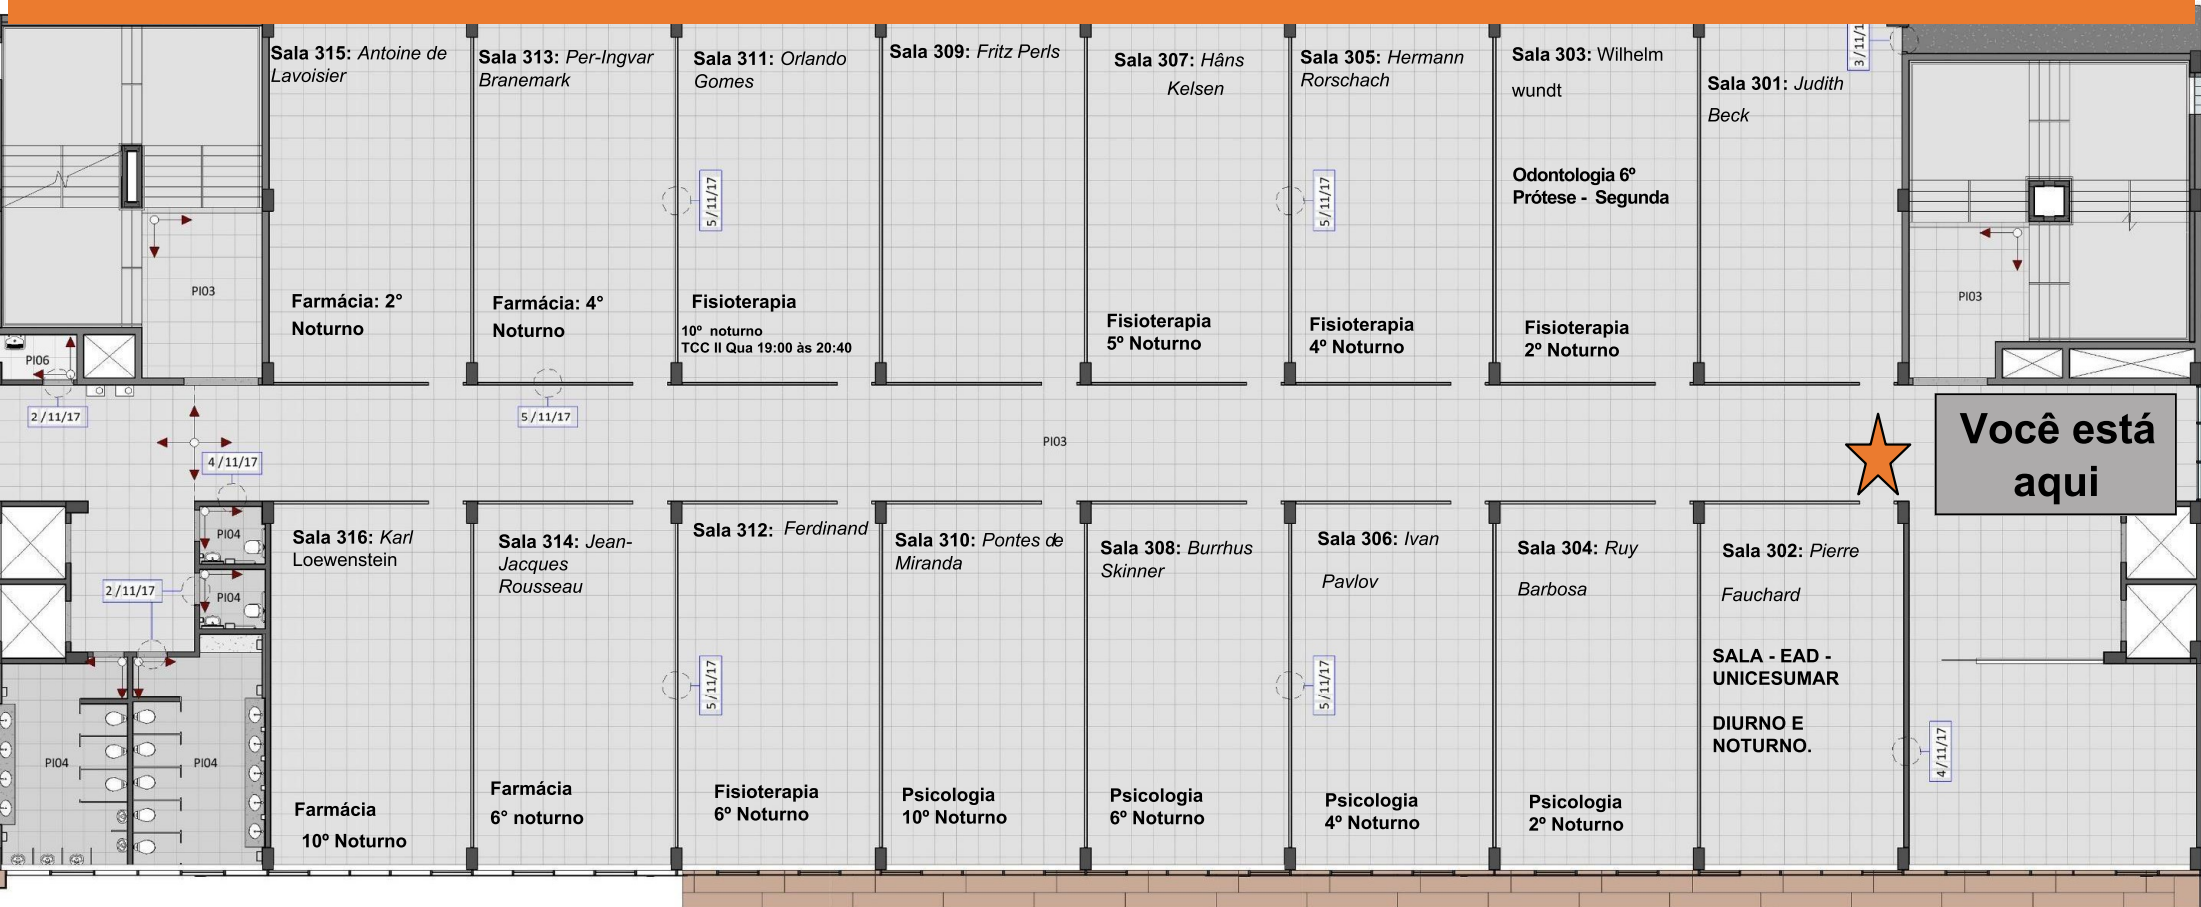 Sala 315: Antoine de
Lavoisier
Sala 313: Per-Ingvar
Branemark
Sala 311: Orlando
Gomes
Sala 309: Fritz Perls
Sala 307: Hâns
Kelsen
Sala 305: Hermann
Rorschach
Sala 303: Wilhelm
wundt
Sala 301: Judith
Beck
3/11/1
5/11/17
5/11/17
Odontologia 6º
Prótese - Segunda
PI03
PI03
Farmácia: 2°
Noturno
Farmácia: 4°
Noturno
Fisioterapia
10º noturno
TCC II Qua 19:00 às 20:40
Fisioterapia
5º Noturno
Fisioterapia
4º Noturno
Fisioterapia
2º Noturno
PI06
2/11/17
5/11/17
4/11/17
PI03
Você está
aqui
PI04
PI04
2/11/17
Sala 316: Karl
Loewenstein
Sala 314: Jean-
Jacques
Rousseau
Sala 312: Ferdinand
Sala 310: Pontes de
Miranda
Sala 308: Burrhus
Skinner
Sala 306: Ivan
Pavlov
Sala 304: Ruy
Barbosa
Sala 302: Pierre
Fauchard
SALA - EAD -
UNICESUMAR
DIURNO E
NOTURNO.
5/11/17
5/11/17
4/11/17
PI04
PI04
Farmácia
10º Noturno
Farmácia
6° noturno
Fisioterapia
6º Noturno
Psicologia
10º Noturno
Psicologia
6º Noturno
Psicologia
4º Noturno
Psicologia
2º Noturno